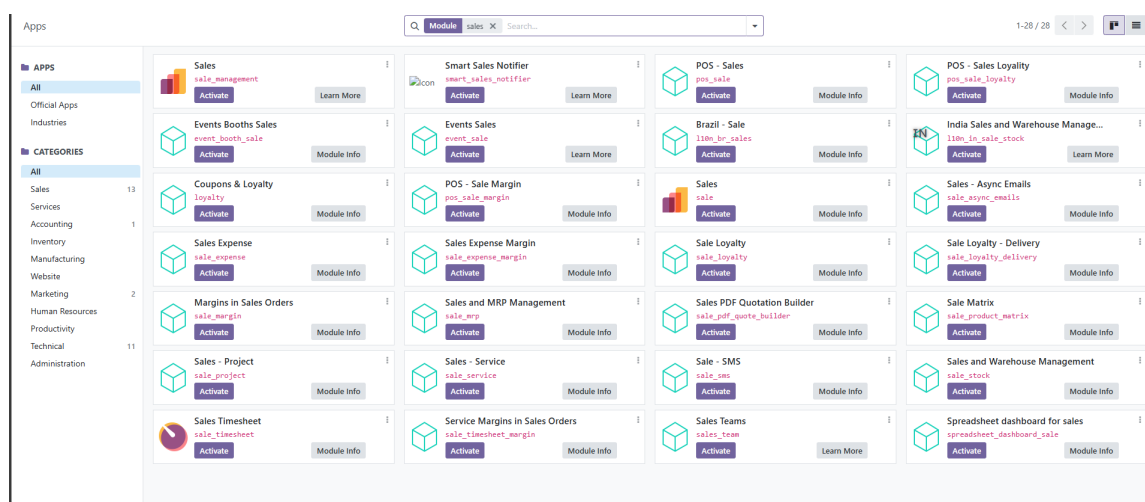 Apps
Module sales X Search...
1-28 / 28
APPS
All
Official Apps
Industries
CATEGORIES
All
Sales 13
Services
Accounting 1
Inventory
Manufacturing
Website
Marketing 2
Human Resources
Productivity
Technical 11
Administration
Sales
sale_management
Activate Learn More
icon
Smart Sales Notifier
smart_sales_notifier
Activate Learn More
POS - Sales
pos_sale
Activate Module Info
POS - Sales Loyality
pos_sale_loyalty
Activate Module Info
Events Booths Sales
event_booth_sale
Activate Module Info
Events Sales
event_sale
Activate Learn More
Brazil - Sale
l10n_br_sales
Activate Module Info
IN
India Sales and Warehouse Manage...
l10n_in_sale_stock
Activate Learn More
Coupons & Loyalty
loyalty
Activate Module Info
POS - Sale Margin
pos_sale_margin
Activate Module Info
Sales
sale
Activate Module Info
Sales - Async Emails
sale_async_emails
Activate Module Info
Sales Expense
sale_expense
Activate Module Info
Sales Expense Margin
sale_expense_margin
Activate Module Info
Sale Loyalty
sale_loyalty
Activate Module Info
Sale Loyalty - Delivery
sale_loyalty_delivery
Activate Module Info
Margins in Sales Orders
sale_margin
Activate Module Info
Sales and MRP Management
sale_mrp
Activate Module Info
Sales PDF Quotation Builder
sale_pdf_quote_builder
Activate Module Info
Sale Matrix
sale_product_matrix
Activate Module Info
Sales - Project
sale_project
Activate Module Info
Sales - Service
sale_service
Activate Module Info
Sale - SMS
sale_sms
Activate Module Info
Sales and Warehouse Management
sale_stock
Activate Module Info
Sales Timesheet
sale_timesheet
Activate Module Info
Service Margins in Sales Orders
sale_timesheet_margin
Activate Module Info
Sales Teams
sales_team
Activate Learn More
Spreadsheet dashboard for sales
spreadsheet_dashboard_sale
Activate Module Info